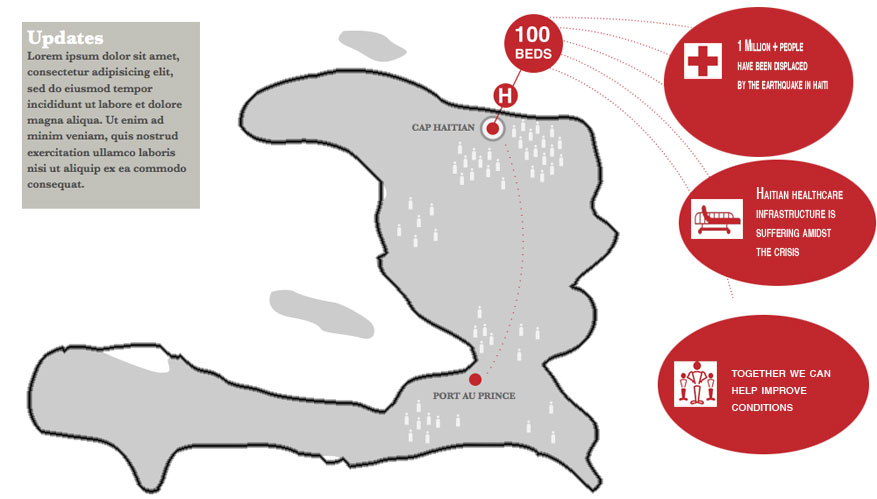 Updates
Lorem ipsum dolor sit amet,
consectetur adipisicing elit,
sed do eiusmod tempor
incididunt ut labore et dolore
magna aliqua. Ut enim ad
minim veniam, quis nostrud
exercitation ullamco laboris
nisi ut aliquip ex ea commodo
consequat.
100
BEDS
H
CAP HAITIAN
PORT AU PRINCE
1 MILLION + PEOPLE
HAVE BEEN DISPLACED
BY THE EARTHQUAKE IN HAITI
HAITIAN HEALTHCARE
INFRASTRUCTURE IS
SUFFERING AMIDST
THE CRISIS
TOGETHER WE CAN
HELP IMPROVE
CONDITIONS